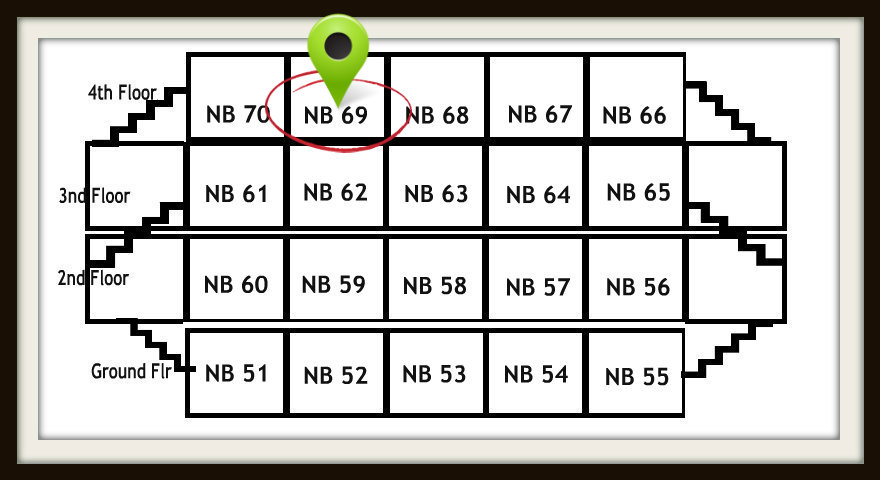 4th Floor
NB 70 NB 69 NB 68 NB 67 NB 66
3nd Floor
NB 61 NB 62 NB 63 NB 64 NB 65
2nd Floor
NB 60 NB 59 NB 58 NB 57 NB 56
Ground Flr
NB 51 NB 52 NB 53 NB 54 NB 55